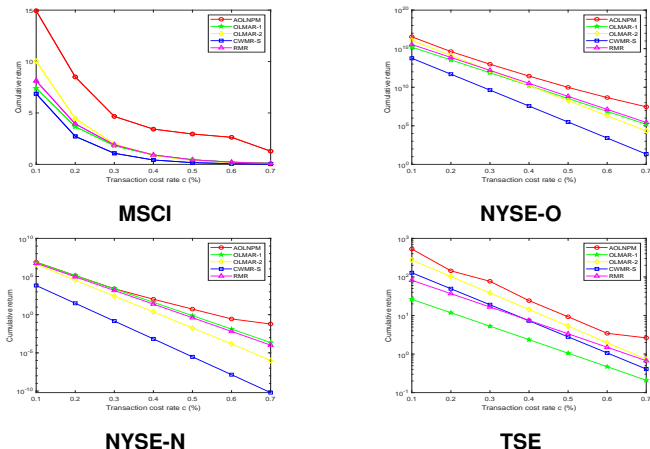 15
10
5
0
Cumulative return
AOLNPM
OLMAR-1
OLMAR-2
CWMR-S
RMR
0.1 0.2 0.3 0.4 0.5 0.6 0.7
Transaction cost rate c (%)
MSCI
10^20
10^15
10^10
10^5
10^0
Cumulative return
AOLNPM
OLMAR-1
OLMAR-2
CWMR-S
RMR
0.1 0.2 0.3 0.4 0.5 0.6 0.7
Transaction cost rate c (%)
NYSE-O
10^10
10^5
10^0
10^-5
10^-10
Cumulative return
AOLNPM
OLMAR-1
OLMAR-2
CWMR-S
RMR
0.1 0.2 0.3 0.4 0.5 0.6 0.7
Transaction cost rate c (%)
NYSE-N
10^3
10^2
10^1
10^0
10^-1
Cumulative return
AOLNPM
OLMAR-1
OLMAR-2
CWMR-S
RMR
0.1 0.2 0.3 0.4 0.5 0.6 0.7
Transaction cost rate c (%)
TSE